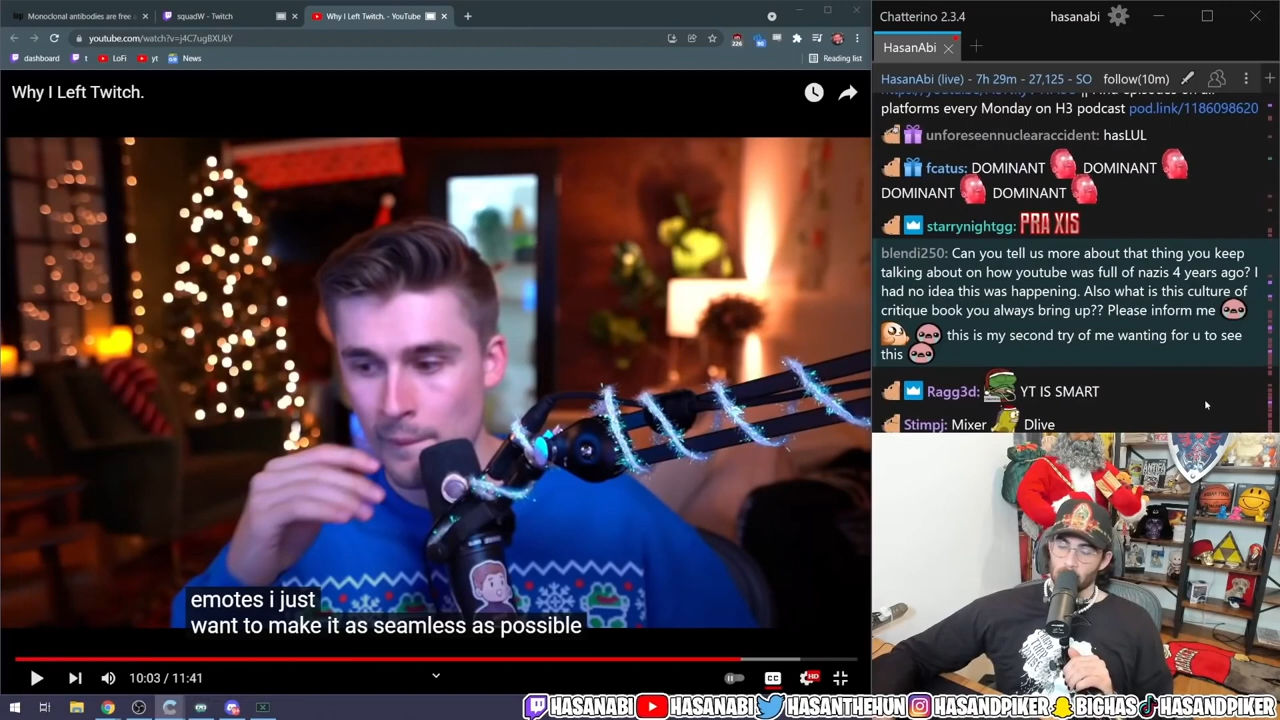 Monoclonal antibodies are free
squadW - Twitch
Why I Left Twitch. - YouTube
youtube.com/watch?v=j4C7ugBXUkY
226
90
dashboard
t
LoFi
yt
News
Reading list
Why I Left Twitch.
emotes i just
want to make it as seamless as possible
10:03 / 11:41
CC
HD
Chatterino 2.3.4
hasanabi
HasanAbi
HasanAbi (live) - 7h 29m - 27,125 - SO
follow(10m)
platforms every Monday on H3 podcast pod.link/1186098620
unforeseennuclearaccident: hasLUL
fcatus: DOMINANT DOMINANT
DOMINANT DOMINANT
starrynightgg: PRAXIS
blendi250: Can you tell us more about that thing you keep
talking about on how youtube was full of nazis 4 years ago? I
had no idea this was happening. Also what is this culture of
critique book you always bring up?? Please inform me
this is my second try of me wanting for u to see
this
Ragg3d: YT IS SMART
Stimpj: Mixer Dlive
ANTIFA
HASANABI
HASANABI
HASANTHEHUN
HASANDPIKER
BIGHAS
HASANDPIKER